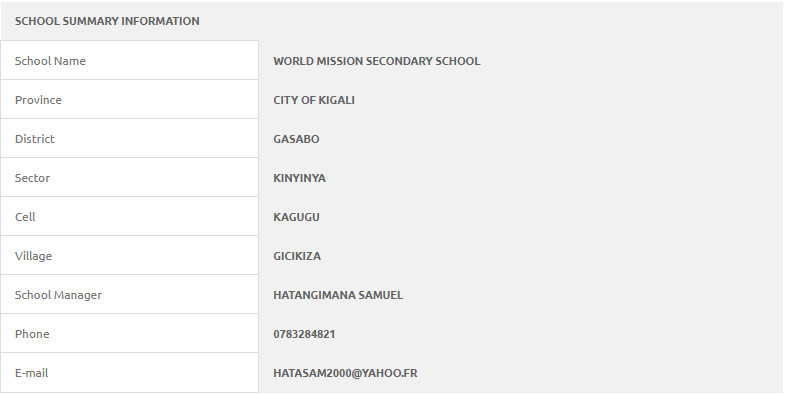 SCHOOL SUMMARY INFORMATION
School Name WORLD MISSION SECONDARY SCHOOL
Province CITY OF KIGALI
District GASABO
Sector KINYINYA
Cell KAGUGU
Village GICIKIZA
School Manager HATANGIMANA SAMUEL
Phone 0783284821
E-mail HATASAM2000@YAHOO.FR